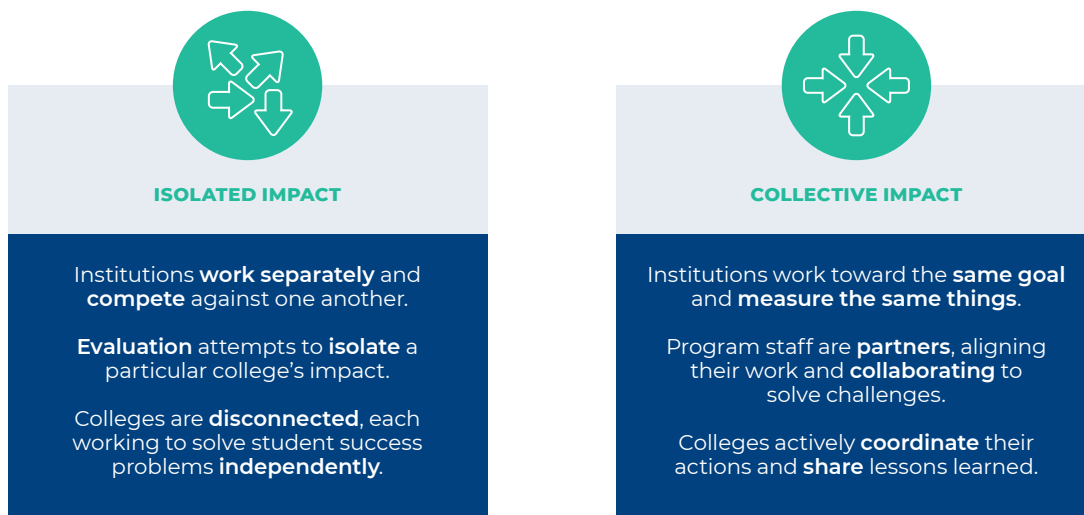 ISOLATED IMPACT
Institutions work separately and
compete against one another.
Evaluation attempts to isolate a
particular college’s impact.
Colleges are disconnected, each
working to solve student success
problems independently.
COLLECTIVE IMPACT
Institutions work toward the same goal
and measure the same things.
Program staff are partners, aligning
their work and collaborating to
solve challenges.
Colleges actively coordinate their
actions and share lessons learned.